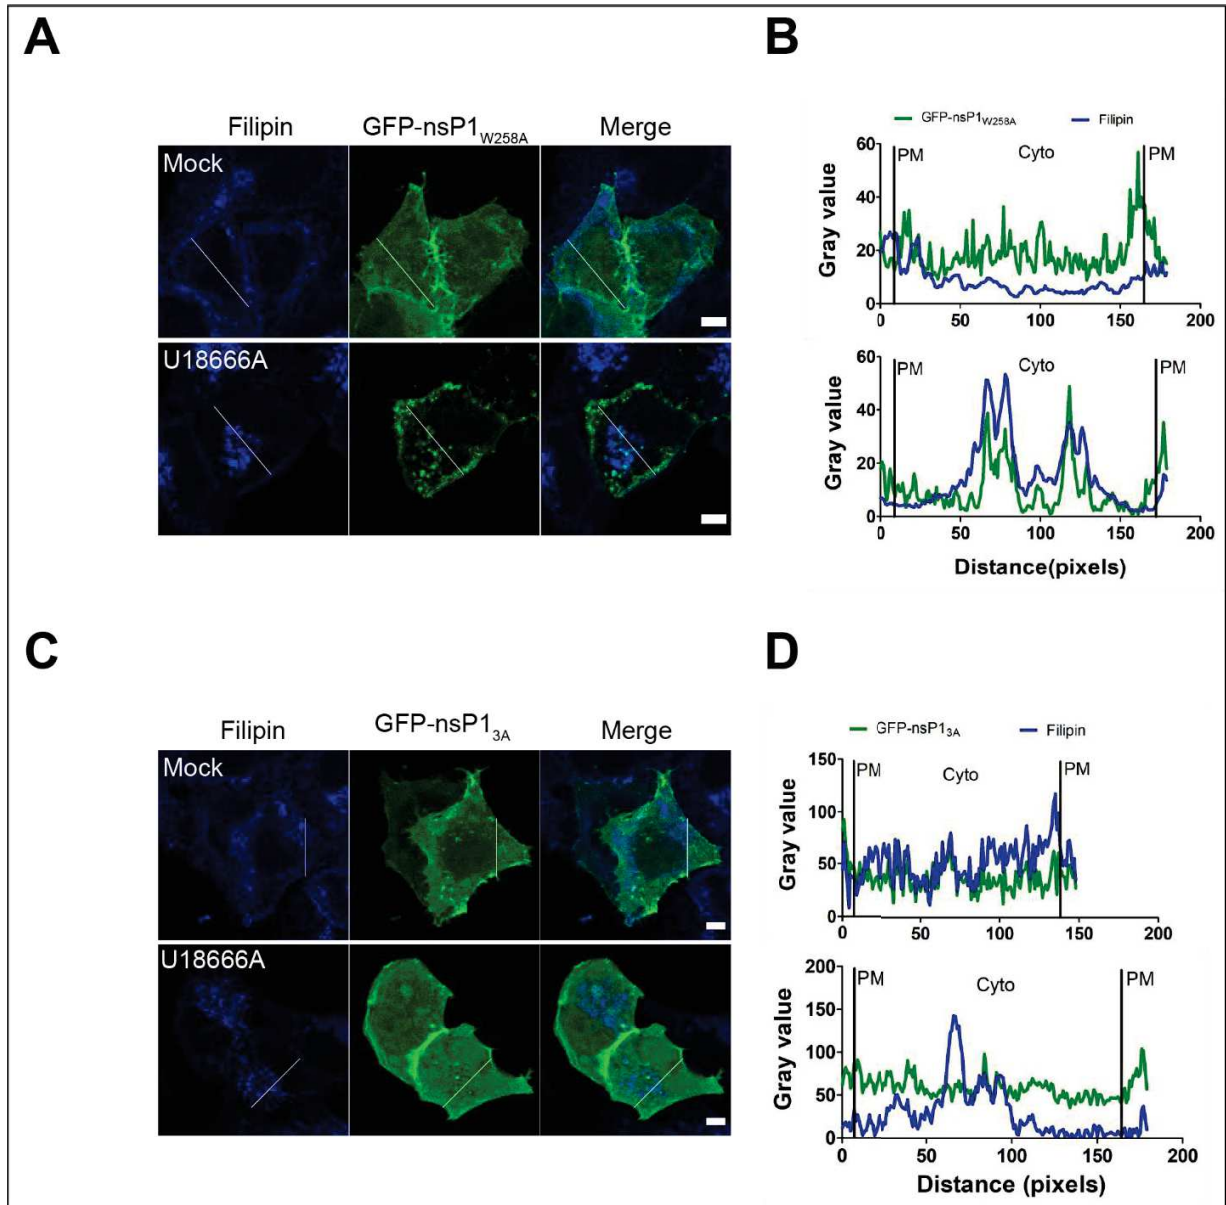 A
B
Filipin GFP-nsP1W258A Merge
Mock
U18666A
GFP-nsP1W258A Filipin
60
40
20
0
Gray value
PM Cyto PM
0 50 100 150 200
60
40
20
0
Gray value
PM Cyto PM
0 50 100 150 200
Distance(pixels)
C
D
Filipin GFP-nsP13A Merge
Mock
U18666A
GFP-nsP13A Filipin
150
100
50
0
Gray value
PM Cyto PM
0 50 100 150 200
200
150
100
50
0
Gray value
PM Cyto PM
0 50 100 150 200
Distance (pixels)